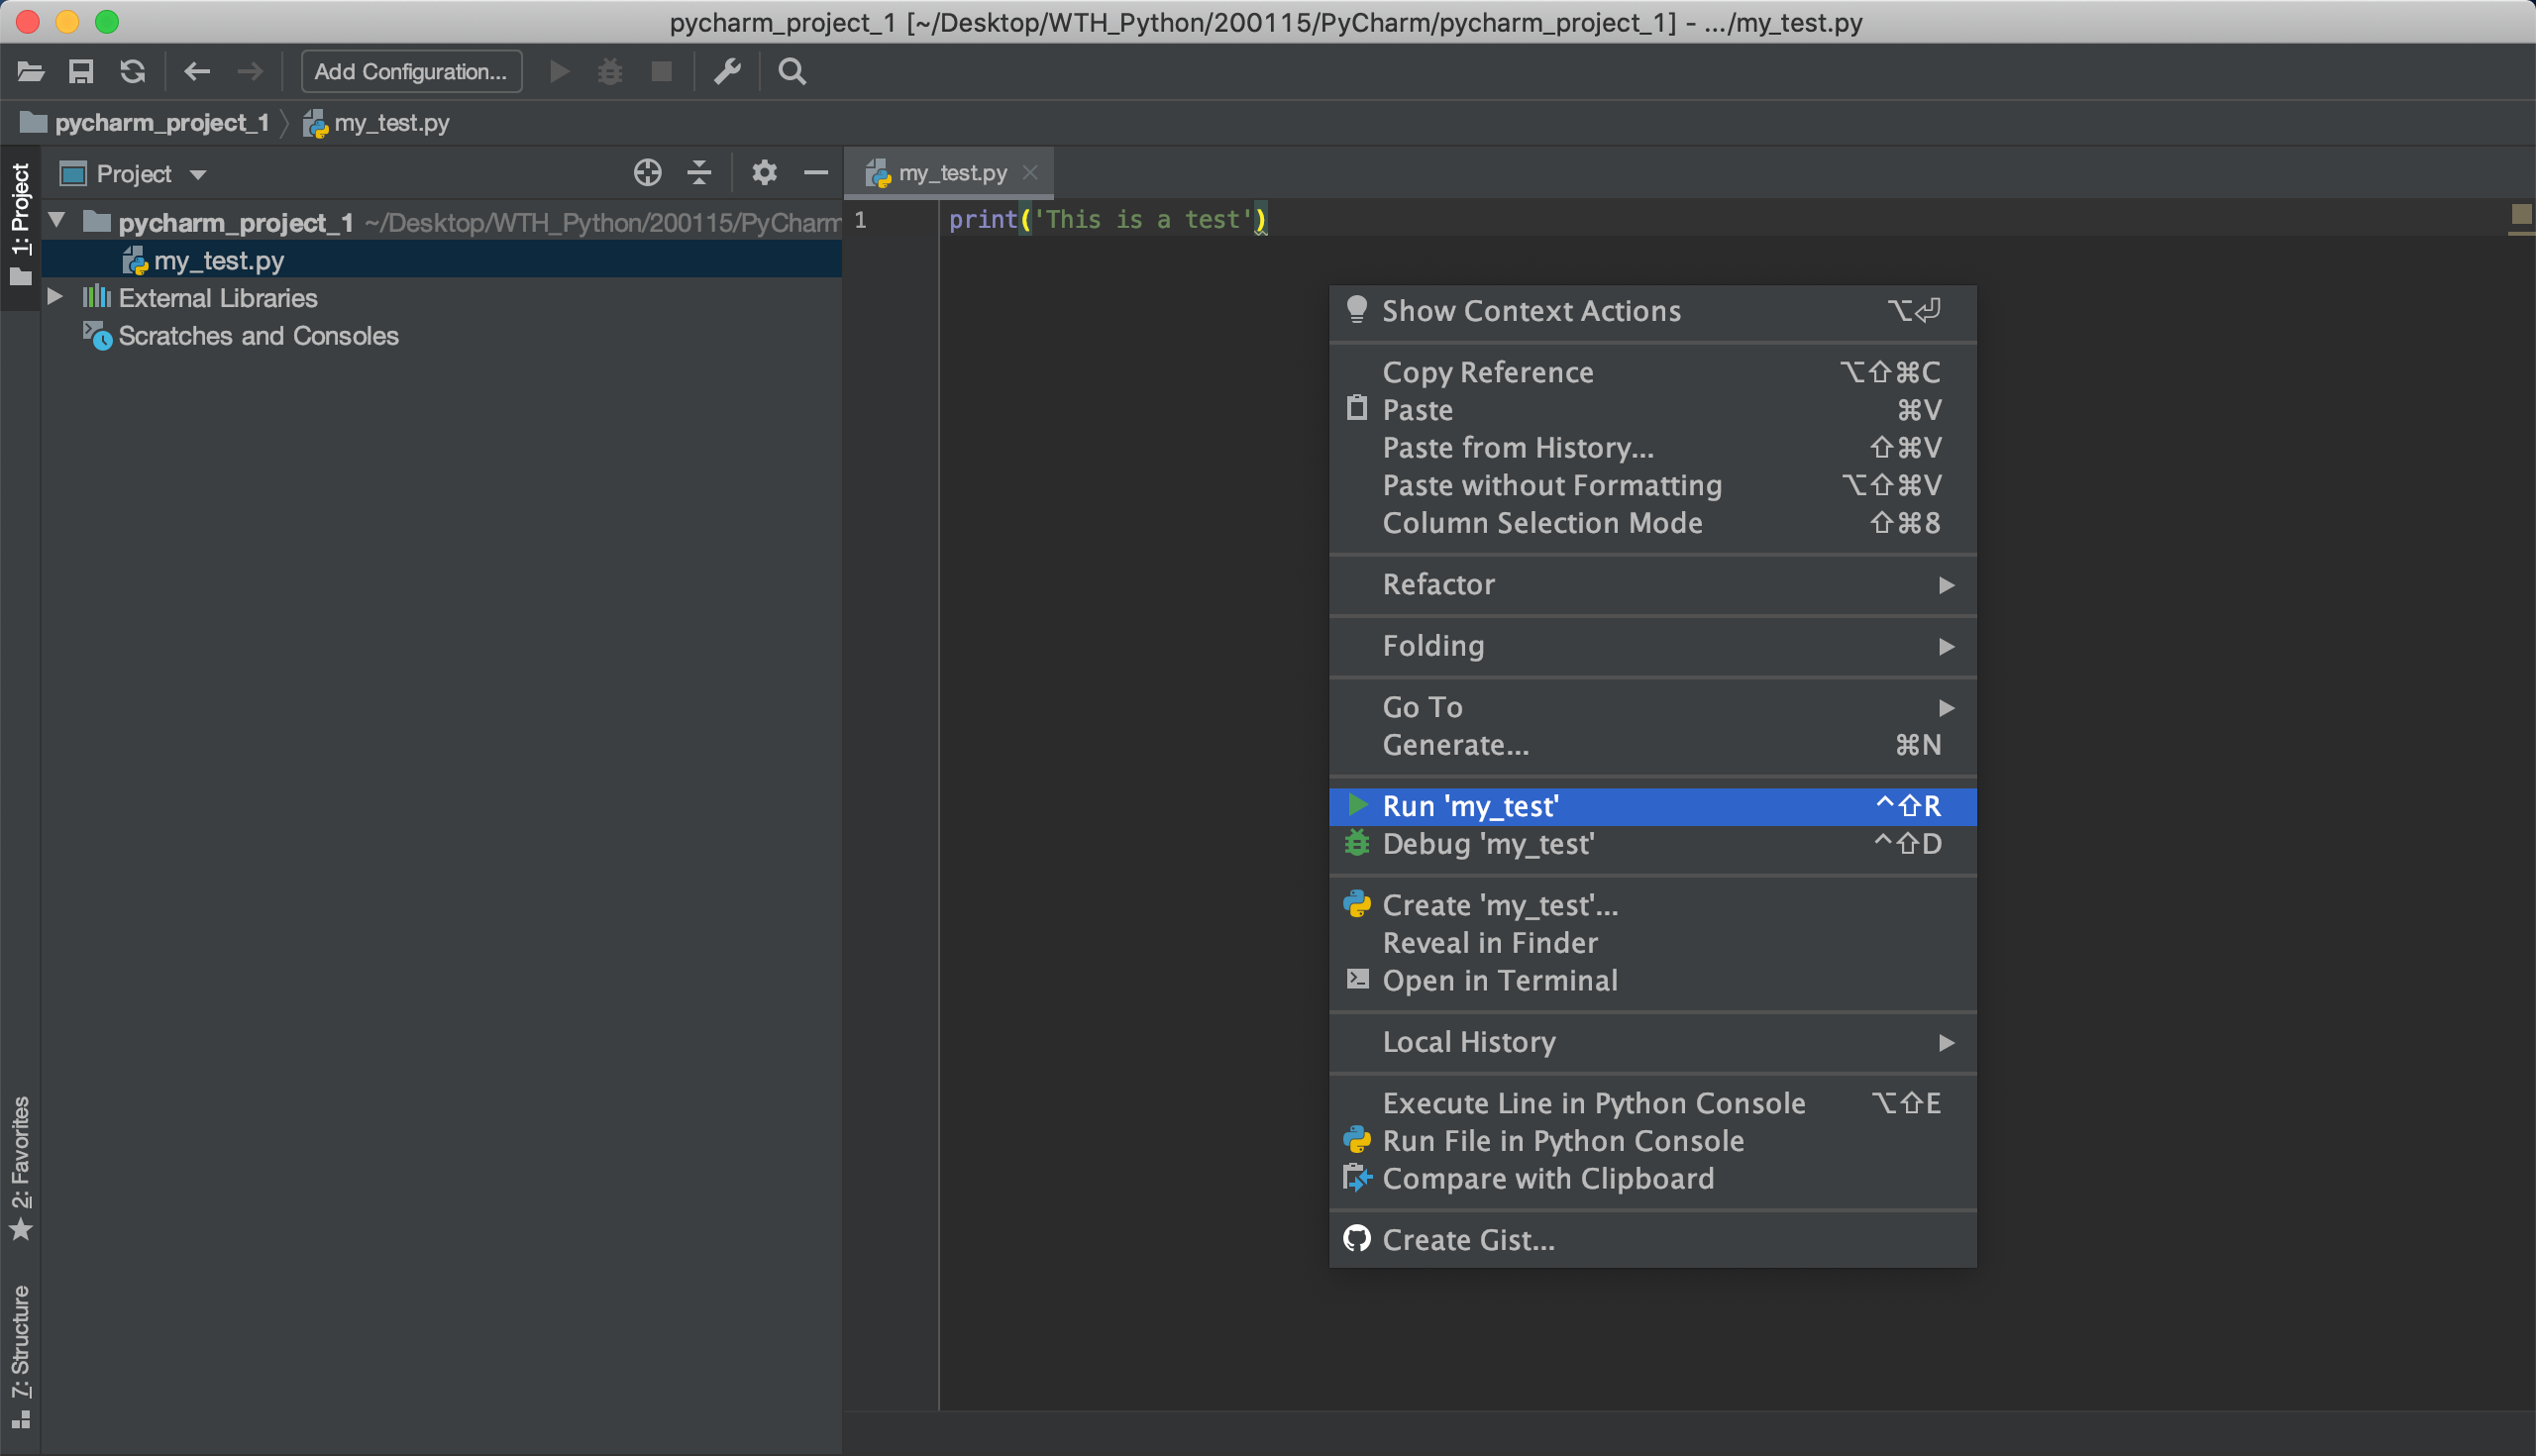 pycharm_project_1 [~/Desktop/WTH_Python/200115/PyCharm/pycharm_project_1] - .../my_test.py
Add Configuration...
pycharm_project_1 my_test.py
1: Project
Project
my_test.py
pycharm_project_1 ~/Desktop/WTH_Python/200115/PyCharm
my_test.py
External Libraries
Scratches and Consoles
1 print('This is a test')
Show Context Actions ⌥⏎
Copy Reference ⌥⇧⌘C
Paste ⌘V
Paste from History... ⇧⌘V
Paste without Formatting ⌥⇧⌘V
Column Selection Mode ⇧⌘8
Refactor
Folding
Go To
Generate... ⌘N
Run 'my_test' ^⇧R
Debug 'my_test' ^⇧D
Create 'my_test'...
Reveal in Finder
Open in Terminal
Local History
Execute Line in Python Console ⌥⇧E
Run File in Python Console
Compare with Clipboard
Create Gist...
2: Favorites
7: Structure